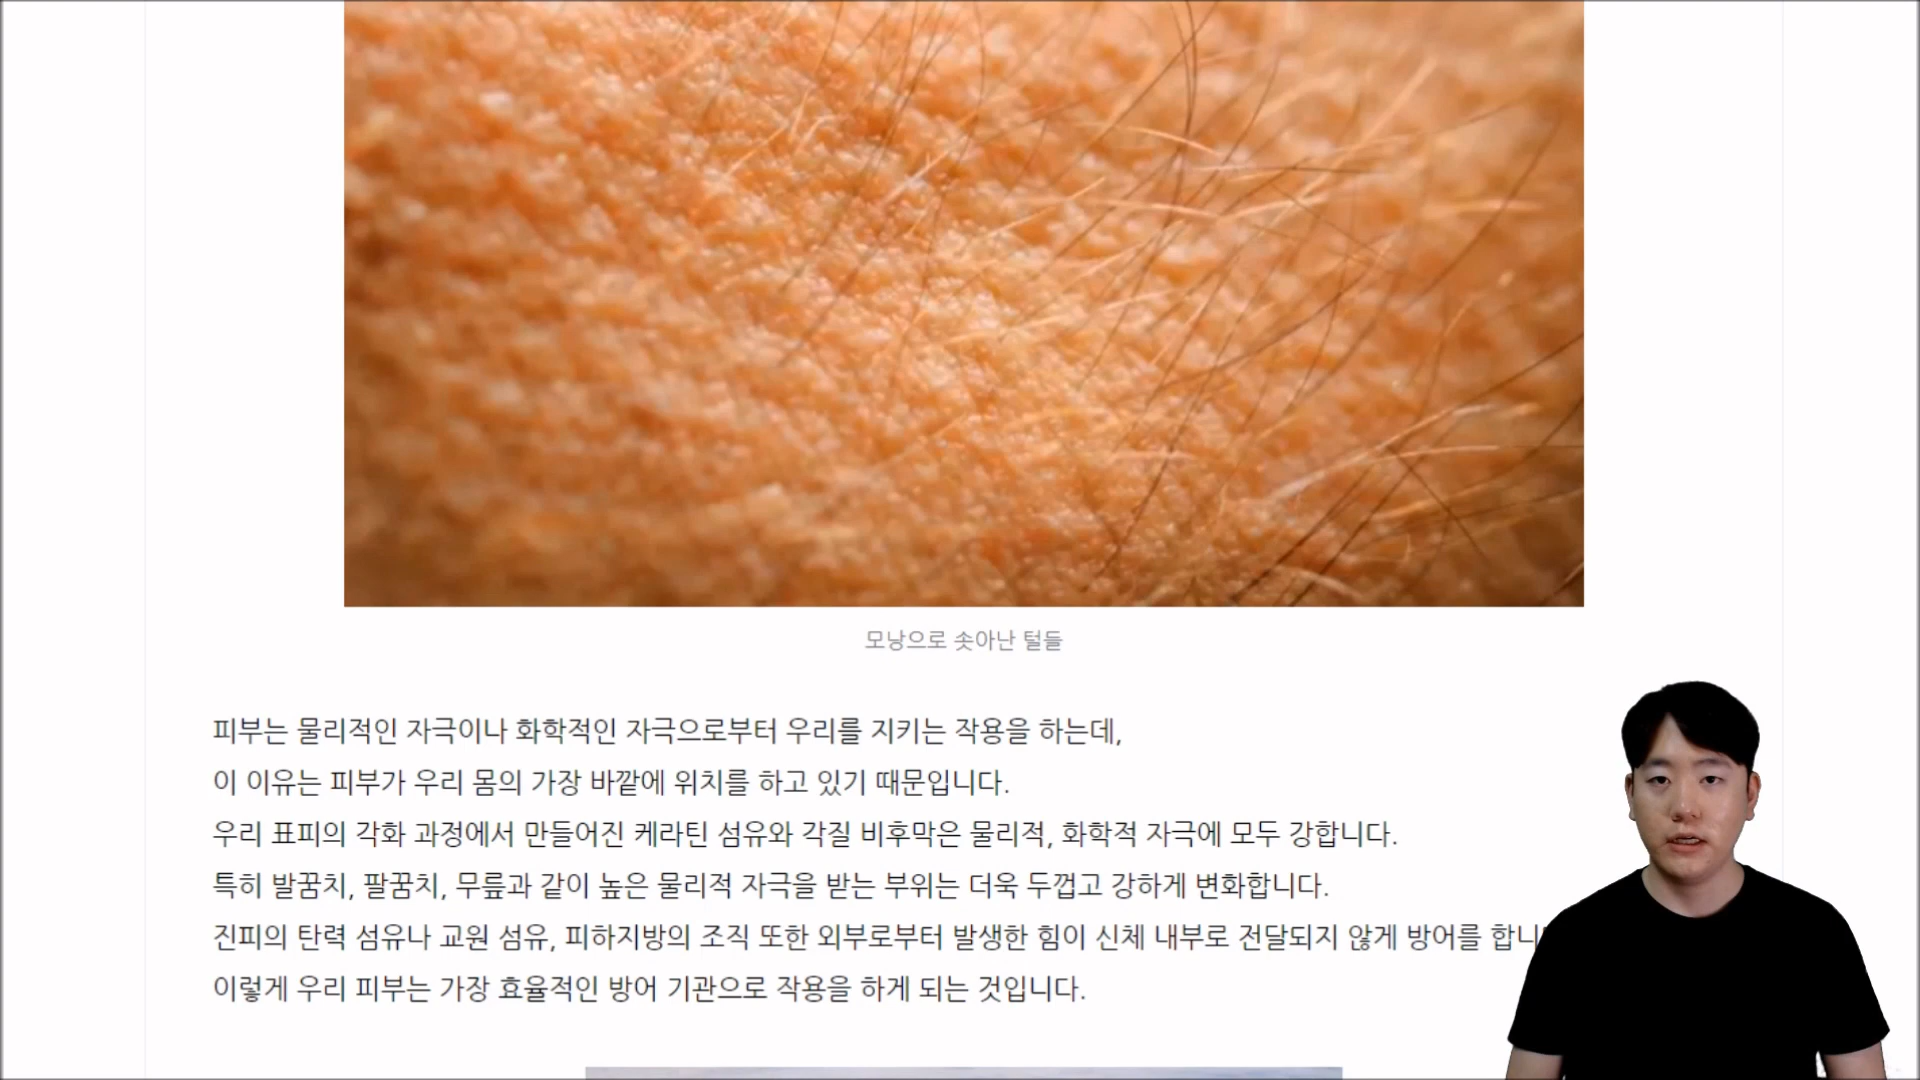 모낭으로 솟아난 털들
피부는 물리적인 자극이나 화학적인 자극으로부터 우리를 지키는 작용을 하는데,
이 이유는 피부가 우리 몸의 가장 바깥에 위치를 하고 있기 때문입니다.
우리 표피의 각화 과정에서 만들어진 케라틴 섬유와 각질 비후막은 물리적, 화학적 자극에 모두 강합니다.
특히 발꿈치, 팔꿈치, 무릎과 같이 높은 물리적 자극을 받는 부위는 더욱 두껍고 강하게 변화합니다.
진피의 탄력 섬유나 교원 섬유, 피하지방의 조직 또한 외부로부터 발생한 힘이 신체 내부로 전달되지 않게 방어를
이렇게 우리 피부는 가장 효율적인 방어 기관으로 작용을 하게 되는 것입니다.